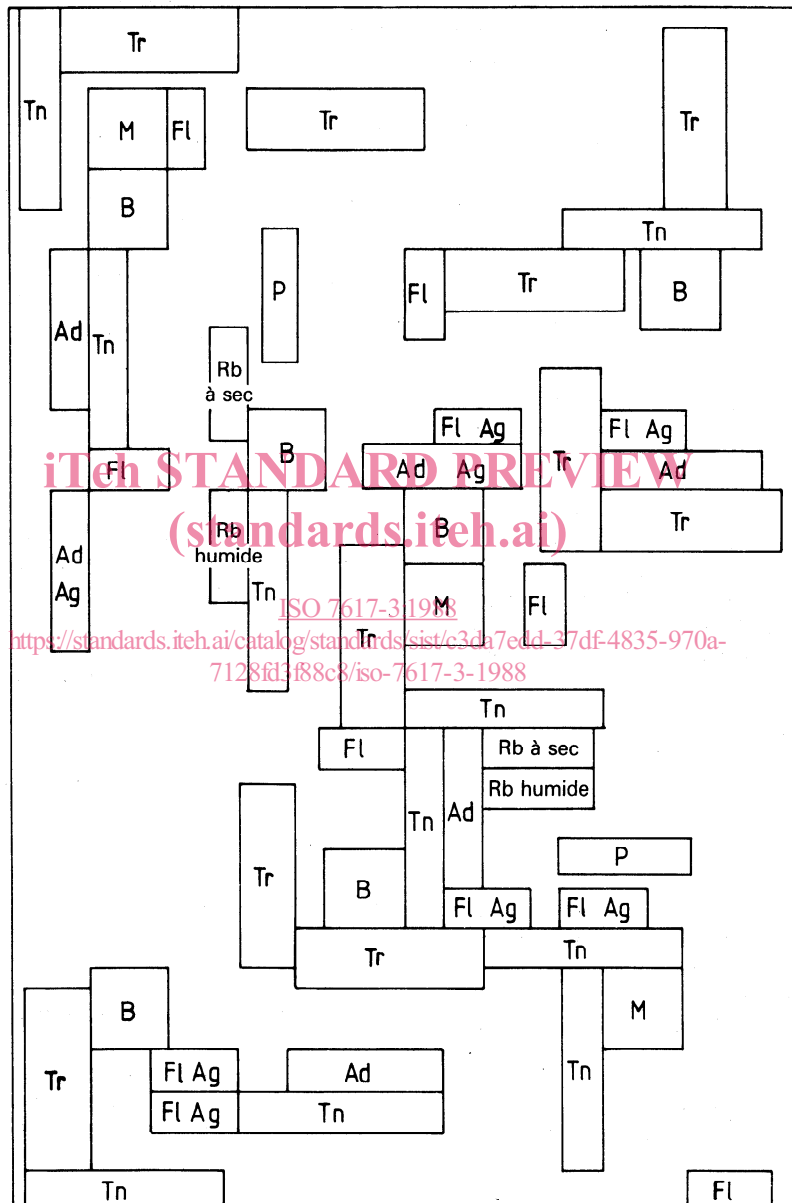 Tr
Tn
M
Fl
Tr
Tr
B
Tn
P
Fl
Tr
B
Ad
Tn
Rb
à sec
B
Fl Ag
Fl Ag
Ad Ag
Tr
Ad
Fl
iTeh STANDARD PREVIEW
(standards.iteh.ai)
Ad
Ag
Rb
humide
Tn
B
Tr
M
Fl
Tr
ISO 7617-3:1988
https://standards.iteh.ai/catalog/standards/sist/c3da7edd-37df-4835-970a-
7128fd3f88c8/iso-7617-3-1988
Tn
Fl
Rb à sec
Rb humide
Tn
Ad
P
Tr
B
Fl Ag
Fl Ag
Tr
Tn
B
M
Tr
Fl Ag
Ad
Tn
Fl Ag
Tn
Tn
Fl